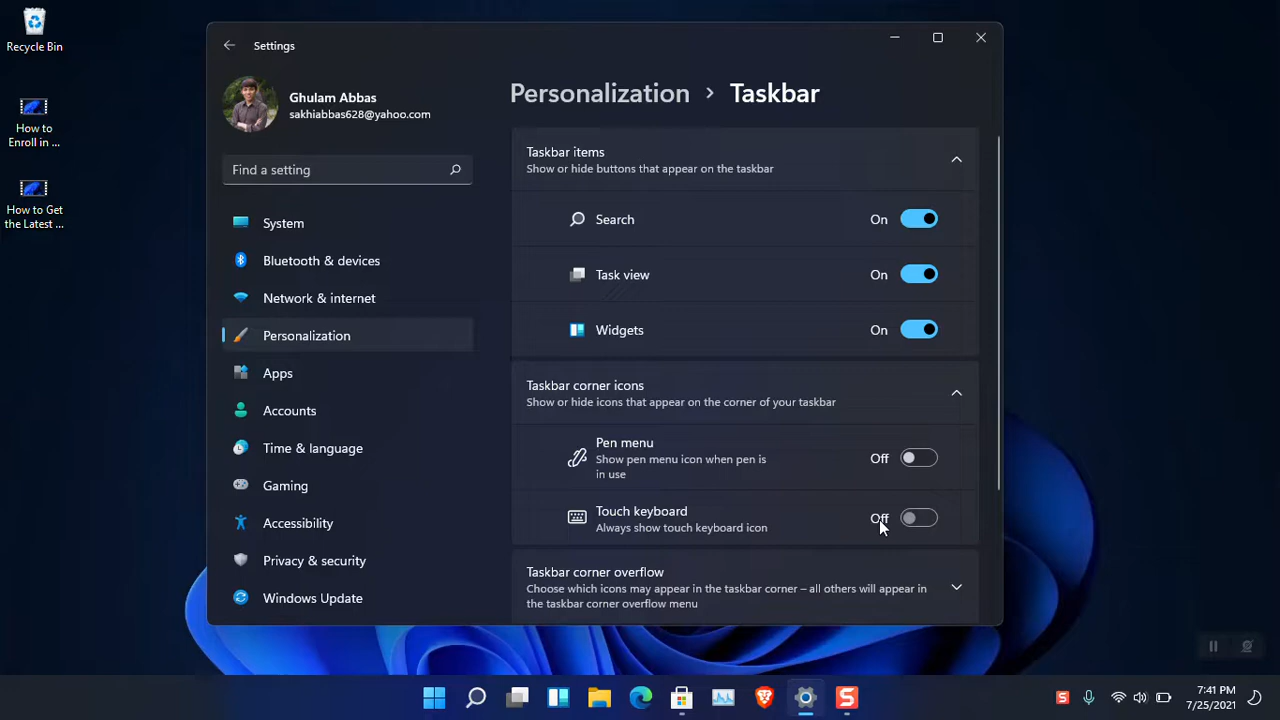 Recycle Bin
How to
Enroll in ...
How to Get
the Latest ...
Settings
Ghulam Abbas
sakhiabbas628@yahoo.com
Find a setting
System
Bluetooth & devices
Network & internet
Personalization
Apps
Accounts
Time & language
Gaming
Accessibility
Privacy & security
Windows Update
Personalization > Taskbar
Taskbar items
Show or hide buttons that appear on the taskbar
Search On
Task view On
Widgets On
Taskbar corner icons
Show or hide icons that appear on the corner of your taskbar
Pen menu
Show pen menu icon when pen is
in use
Off
Touch keyboard
Always show touch keyboard icon
Off
Taskbar corner overflow
Choose which icons may appear in the taskbar corner – all others will appear in
the taskbar corner overflow menu
S
S
7:41 PM
7/25/2021